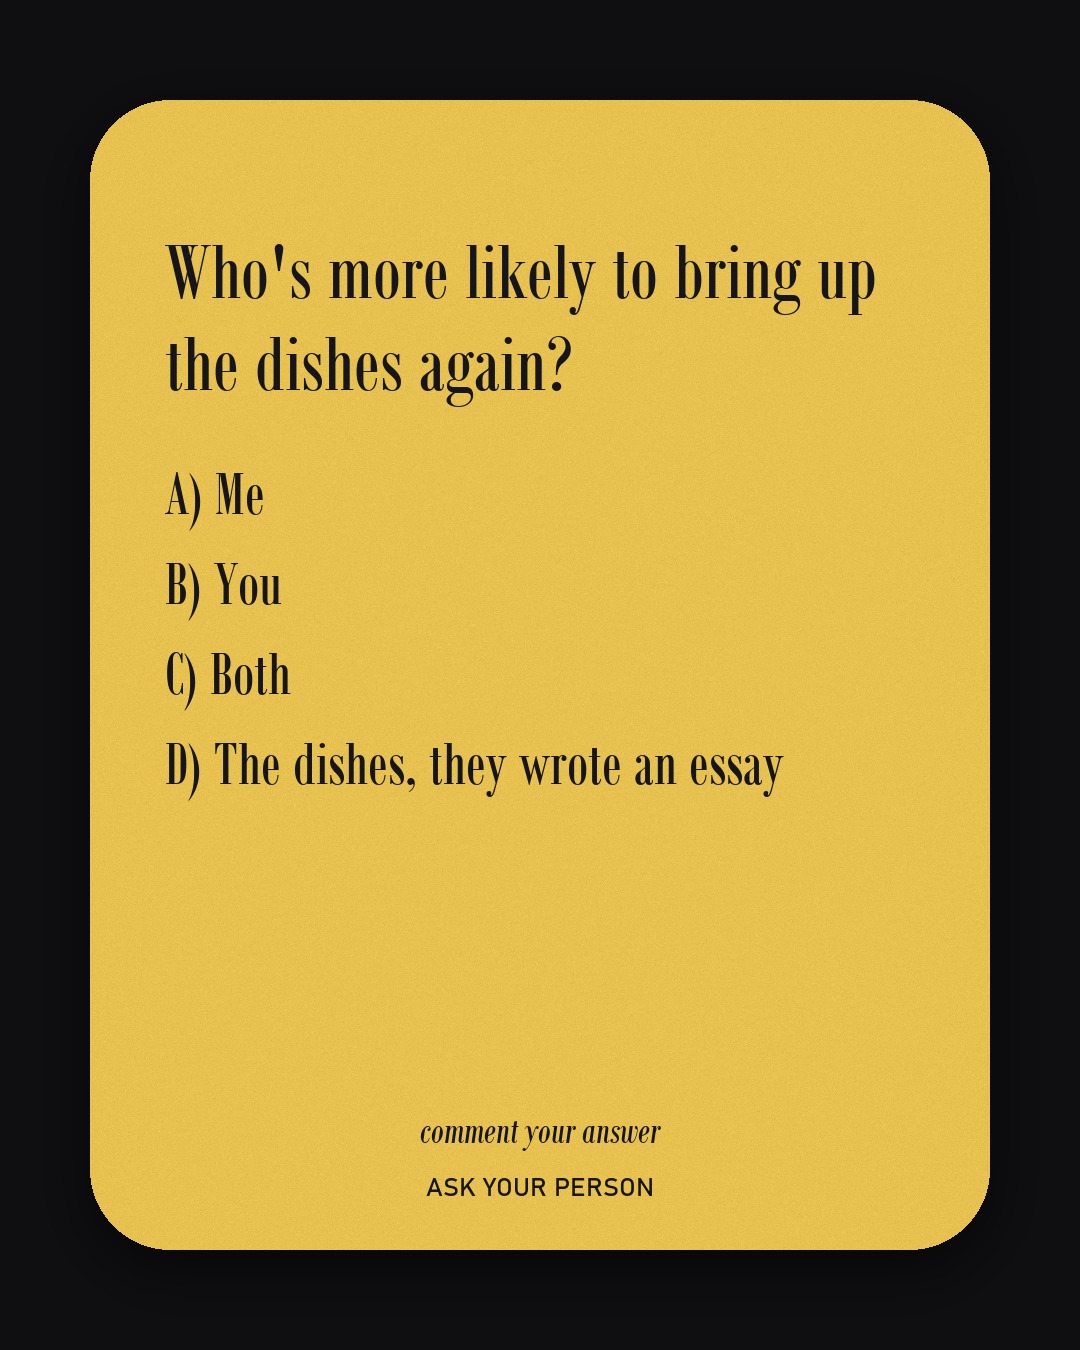 Who's more likely to bring up
the dishes again?
A) Me
B) You
C) Both
D) The dishes, they wrote an essay
comment your answer
ASK YOUR PERSON